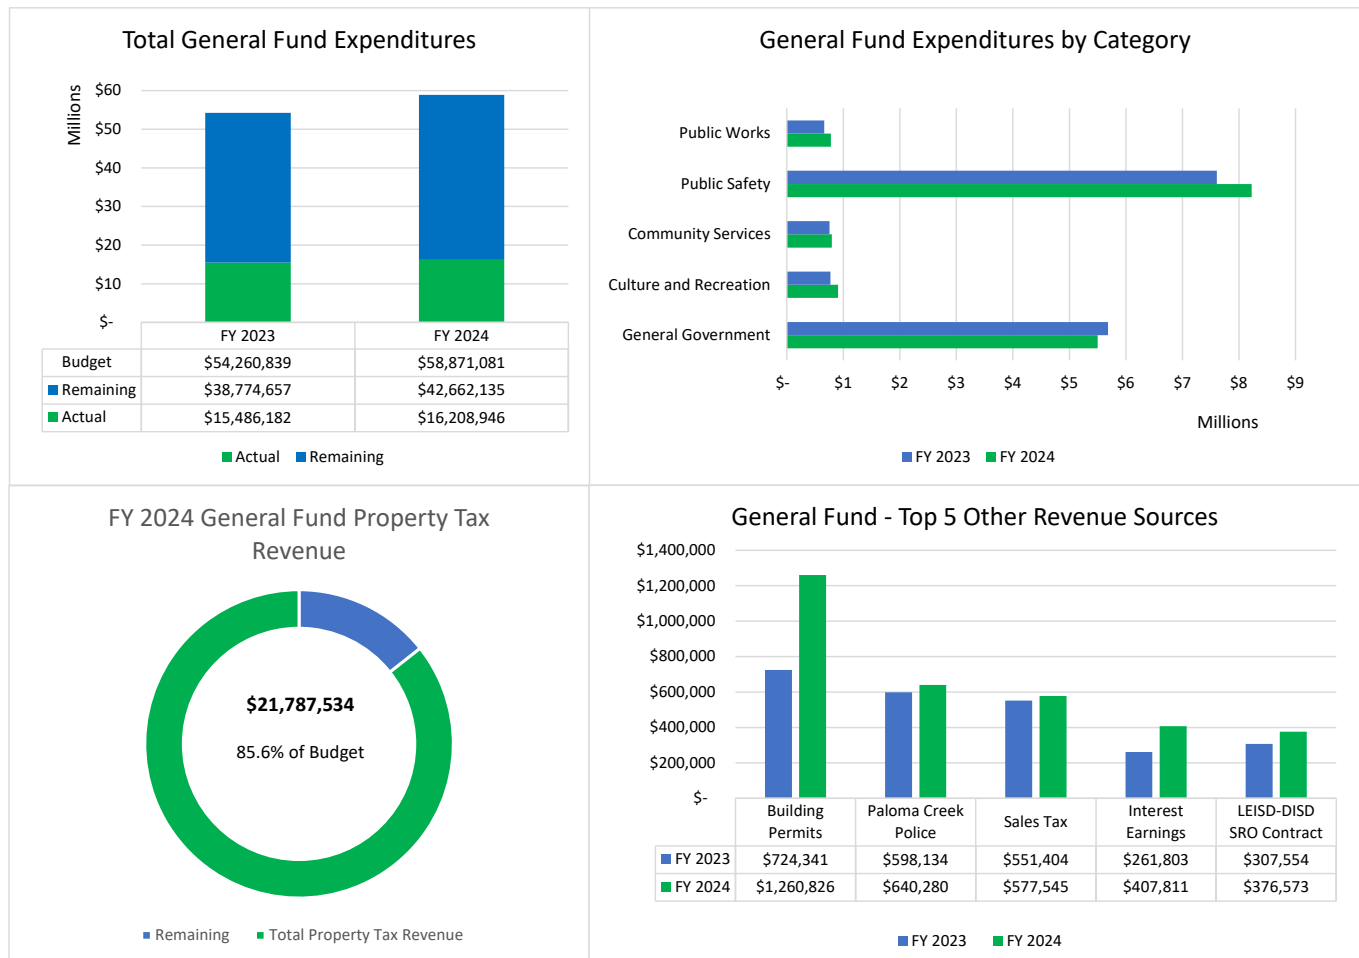 Total General Fund Expenditures
Millions
$60
$50
$40
$30
$20
$10
$-
FY 2023 FY 2024
Budget $54,260,839 $58,871,081
Remaining $38,774,657 $42,662,135
Actual $15,486,182 $16,208,946
Actual Remaining
General Fund Expenditures by Category
Public Works
Public Safety
Community Services
Culture and Recreation
General Government
$- $1 $2 $3 $4 $5 $6 $7 $8 $9
Millions
FY 2023 FY 2024
FY 2024 General Fund Property Tax
Revenue
$21,787,534
85.6% of Budget
Remaining Total Property Tax Revenue
General Fund - Top 5 Other Revenue Sources
$1,400,000
$1,200,000
$1,000,000
$800,000
$600,000
$400,000
$200,000
$-
Building Paloma Creek Sales Tax Interest LEISD-DISD
Permits Police Earnings SRO Contract
FY 2023 $724,341 $598,134 $551,404 $261,803 $307,554
FY 2024 $1,260,826 $640,280 $577,545 $407,811 $376,573
FY 2023 FY 2024